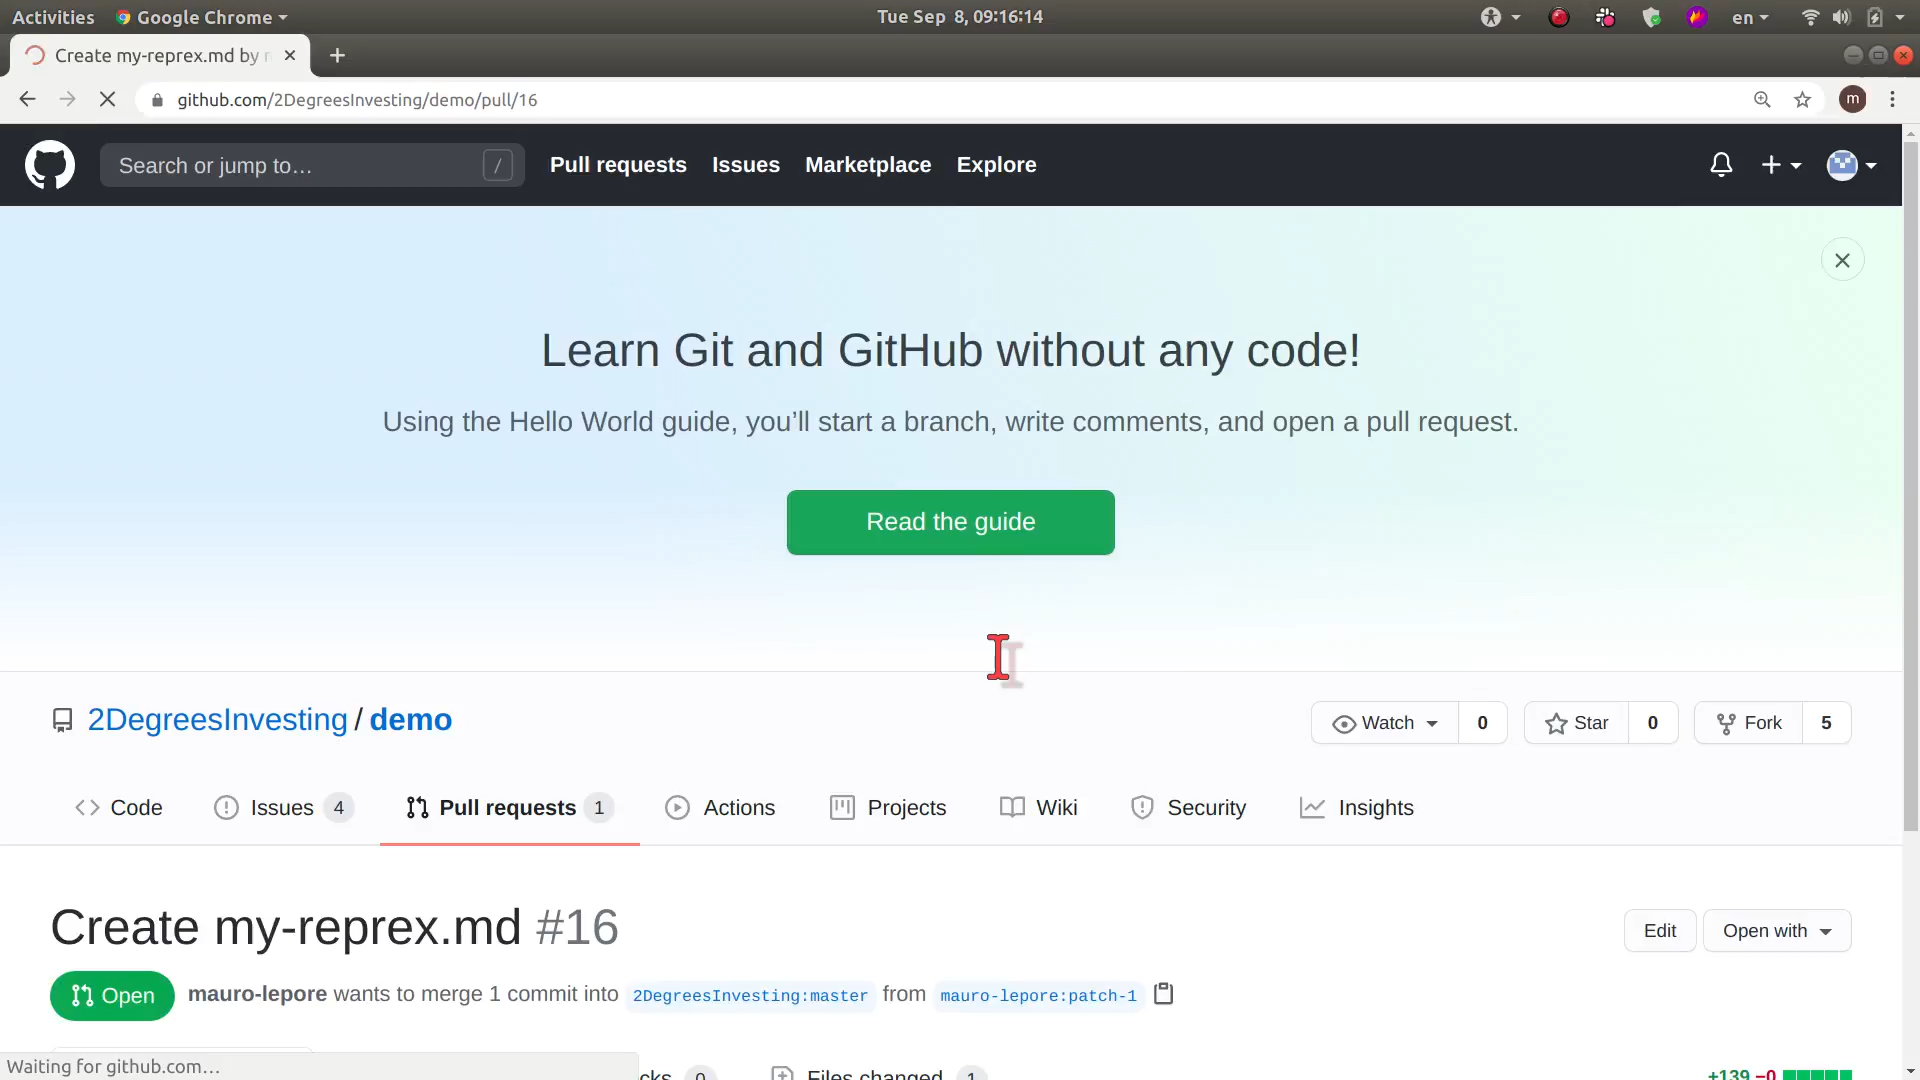 Activities Google Chrome Tue Sep 8, 09:16:14 en
Create my-reprex.md by
github.com/2DegreesInvesting/demo/pull/16 m
Search or jump to… / Pull requests Issues Marketplace Explore
Learn Git and GitHub without any code!
Using the Hello World guide, you’ll start a branch, write comments, and open a pull request.
Read the guide
2DegreesInvesting / demo Watch 0 Star 0 Fork 5
Code Issues 4 Pull requests 1 Actions Projects Wiki Security Insights
Create my-reprex.md #16 Edit Open with
Open mauro-lepore wants to merge 1 commit into 2DegreesInvesting:master from mauro-lepore:patch-1
Waiting for github.com… cks 0 Files changed 1 +139 −0